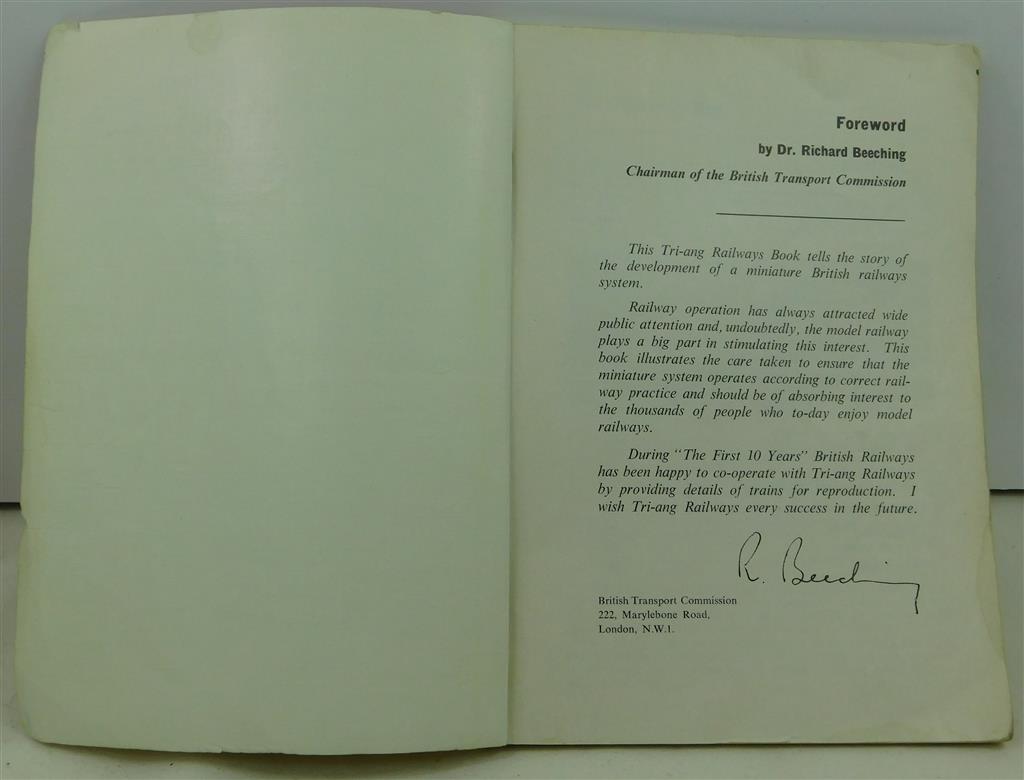 Foreword
by Dr. Richard Beeching
Chairman of the British Transport Commission
This Tri-ang Railways Book tells the story of
the development of a miniature British railways
system.
Railway operation has always attracted wide
public attention and, undoubtedly, the model railway
plays a big part in stimulating this interest. This
book illustrates the care taken to ensure that the
miniature system operates according to correct rail-
way practice and should be of absorbing interest to
the thousands of people who to-day enjoy model
railways.
During "The First 10 Years" British Railways
has been happy to co-operate with Tri-ang Railways
by providing details of trains for reproduction. I
wish Tri-ang Railways every success in the future.
R. Beeching
British Transport Commission
222, Marylebone Road,
London, N.W.1.